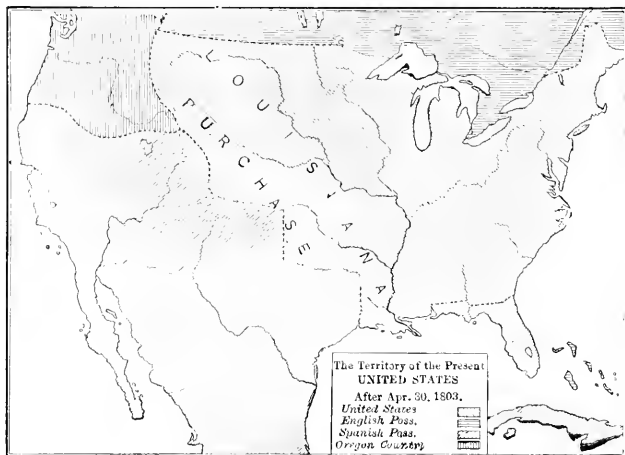 LOUISIANA
PURCHASE
The Territory of the Present
UNITED STATES
After Apr. 30, 1803.
United States
English Poss.
Spanish Poss.
Oregon Country